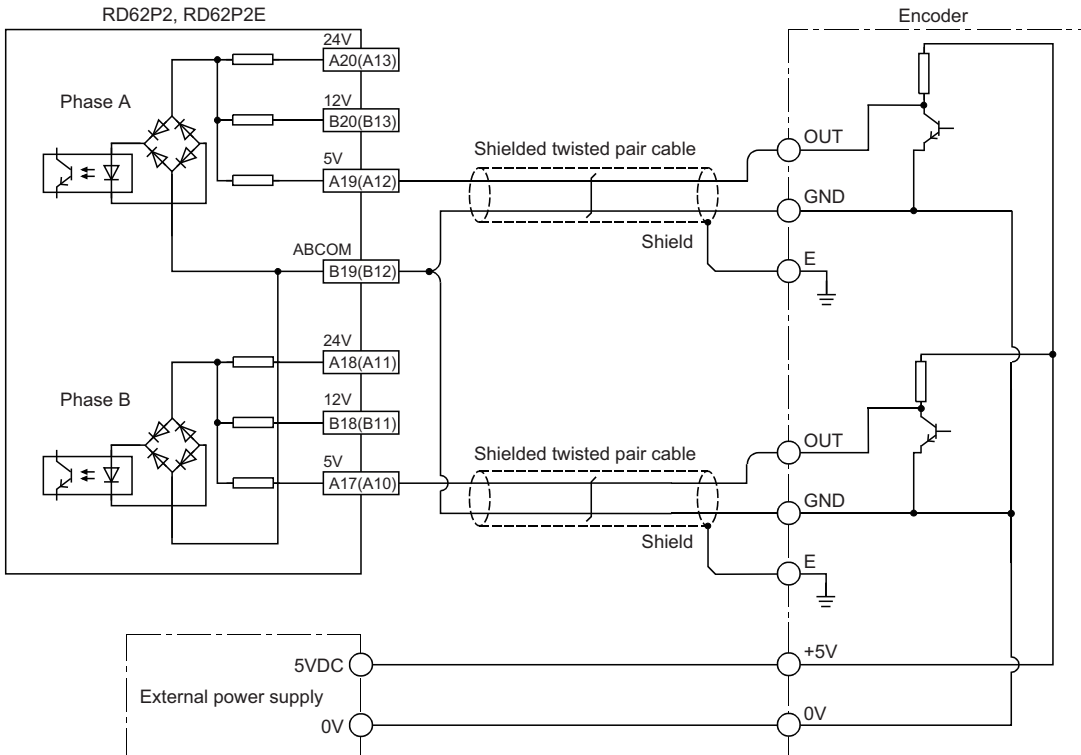 RD62P2, RD62P2E
Encoder
24V
A20(A13)
Phase A
12V
B20(B13)
5V
A19(A12)
Shielded twisted pair cable
OUT
GND
Shield
ABCOM
B19(B12)
E
24V
A18(A11)
Phase B
12V
B18(B11)
5V
A17(A10)
Shielded twisted pair cable
OUT
GND
Shield
E
5VDC
+5V
External power supply
0V
0V